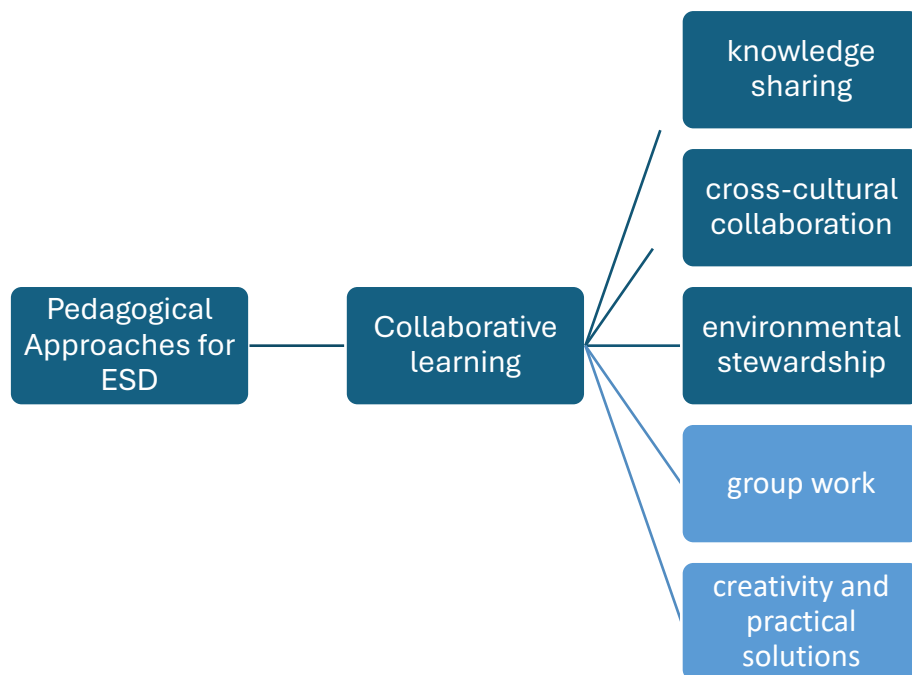 knowledge
sharing
cross-cultural
collaboration
Pedagogical
Approaches for
ESD
Collaborative
learning
environmental
stewardship
group work
creativity and
practical
solutions